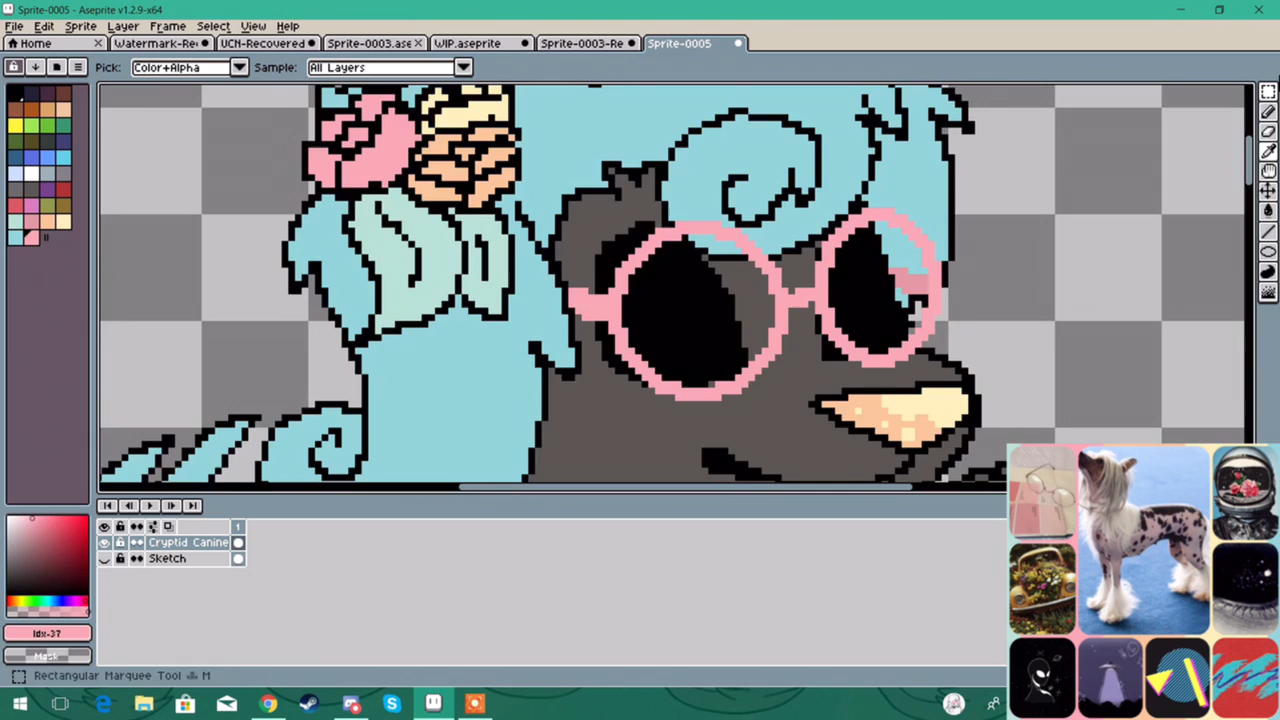 Sprite-0005 - Aseprite v1.2.9-x64
File Edit Sprite Layer Frame Select View Help
Home Watermark-Re UCN-Recovered Sprite-0003.ase WIP.aseprite Sprite-0003-Re Sprite-0005
Pick: Color+Alpha Sample: All Layers
1
Cryptid Canine
Sketch
Idx-37
Mask
Rectangular Marquee Tool M